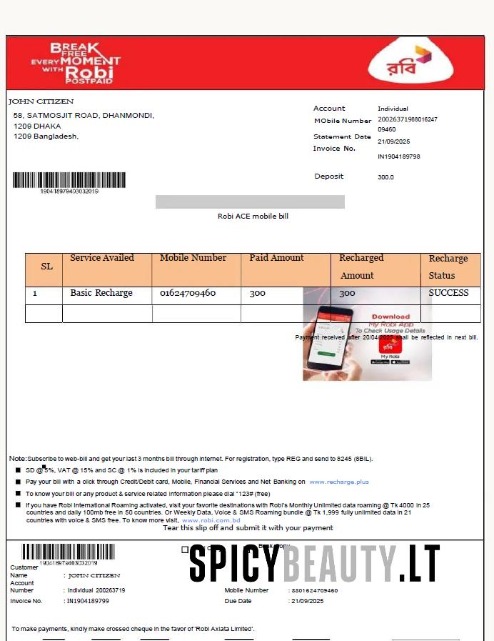 BREAK
FREE
EVERY MOMENT
WITH Robi
POSTPAID
রবি
JOHN CITIZEN
58, SATMOSJIT ROAD, DHANMONDI,
1209 DHAKA
1209 Bangladesh,
Account Individual
MObile Number 20026371988016247
09460
Statement Date 21/09/2025
Invoice No.
IN1904189798
Deposit 300.0
1904189798403032019
Robi ACE mobile bill
SL Service Availed Mobile Number Paid Amount Recharged Amount Recharge Status
1 Basic Recharge 01624709460 300 300 SUCCESS
Download
My Robi App
To Check Usage Details
Payment received after 20/04/2025 shall be reflected in next bill.
My Robi
Note:Subscribe to web-bill and get your last 3 months bill through internet. For registration, type REG and send to 8245 (8BIL).
SD @5%, VAT @ 15% and SC @ 1% is included in your tariff plan
Pay your bill with a click through Credit/Debit card, Mobile, Financial Services and Net Banking on www.recharge.plus
To know your bill or any product & service related information please dial *123# (free)
If you have Robi International Roaming activated, visit your favorite destinations with Robi's Monthly Unlimited data roaming @ Tk 4000 in 25
countries and daily 100mb free in 50 countries. Or Weekly Data, Voice & SMS Roaming bundle @ Tk 1,999 fully unlimited data in 21
countries with voice & SMS free. To know more visit, www.robi.com.bd
Tear this slip off and submit it with your payment
SPICYBEAUTY.LT
Customer
Name : JOHN CITIZEN
Account
Number : Individual 200263719
Mobile Number : 8801624709460
Invoice No. : IN1904189799
Due Date : 21/09/2025
To make payments, kindly make crossed cheque in the favor of 'Robi Axiata Limited'.